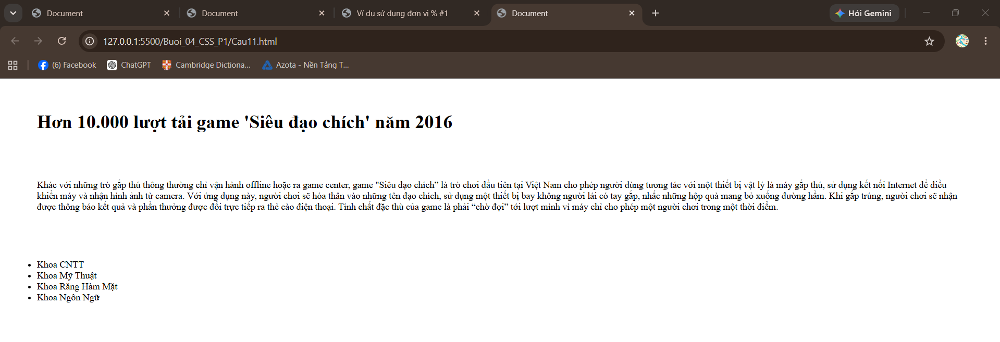 Document
Document
Ví dụ sử dụng đơn vị % #1
Document
Hỏi Gemini
127.0.0.1:5500/Buoi_04_CSS_P1/Cau11.html
(6) Facebook
ChatGPT
Cambridge Dictiona...
Azota - Nền Tảng T...
Hơn 10.000 lượt tải game 'Siêu đạo chích' năm 2016
Khác với những trò gắp thú thông thường chỉ vận hành offline hoặc ra game center, game "Siêu đạo chích” là trò chơi đầu tiên tại Việt Nam cho phép người dùng tương tác với một thiết bị vật lý là máy gắp thú, sử dụng kết nối Internet để điều
khiển máy và nhận hình ảnh từ camera. Với ứng dụng này, người chơi sẽ hóa thân vào những tên đạo chích, sử dụng một thiết bị bay không người lái có tay gắp, nhấc những hộp quà mang bỏ xuống đường hầm. Khi gắp trúng, người chơi sẽ nhận
được thông báo kết quả và phần thưởng được đổi trực tiếp ra thẻ cào điện thoại. Tính chất đặc thù của game là phải “chờ đợi” tới lượt mình vì máy chỉ cho phép một người chơi trong một thời điểm.
Khoa CNTT
Khoa Mỹ Thuật
Khoa Răng Hàm Mặt
Khoa Ngôn Ngữ